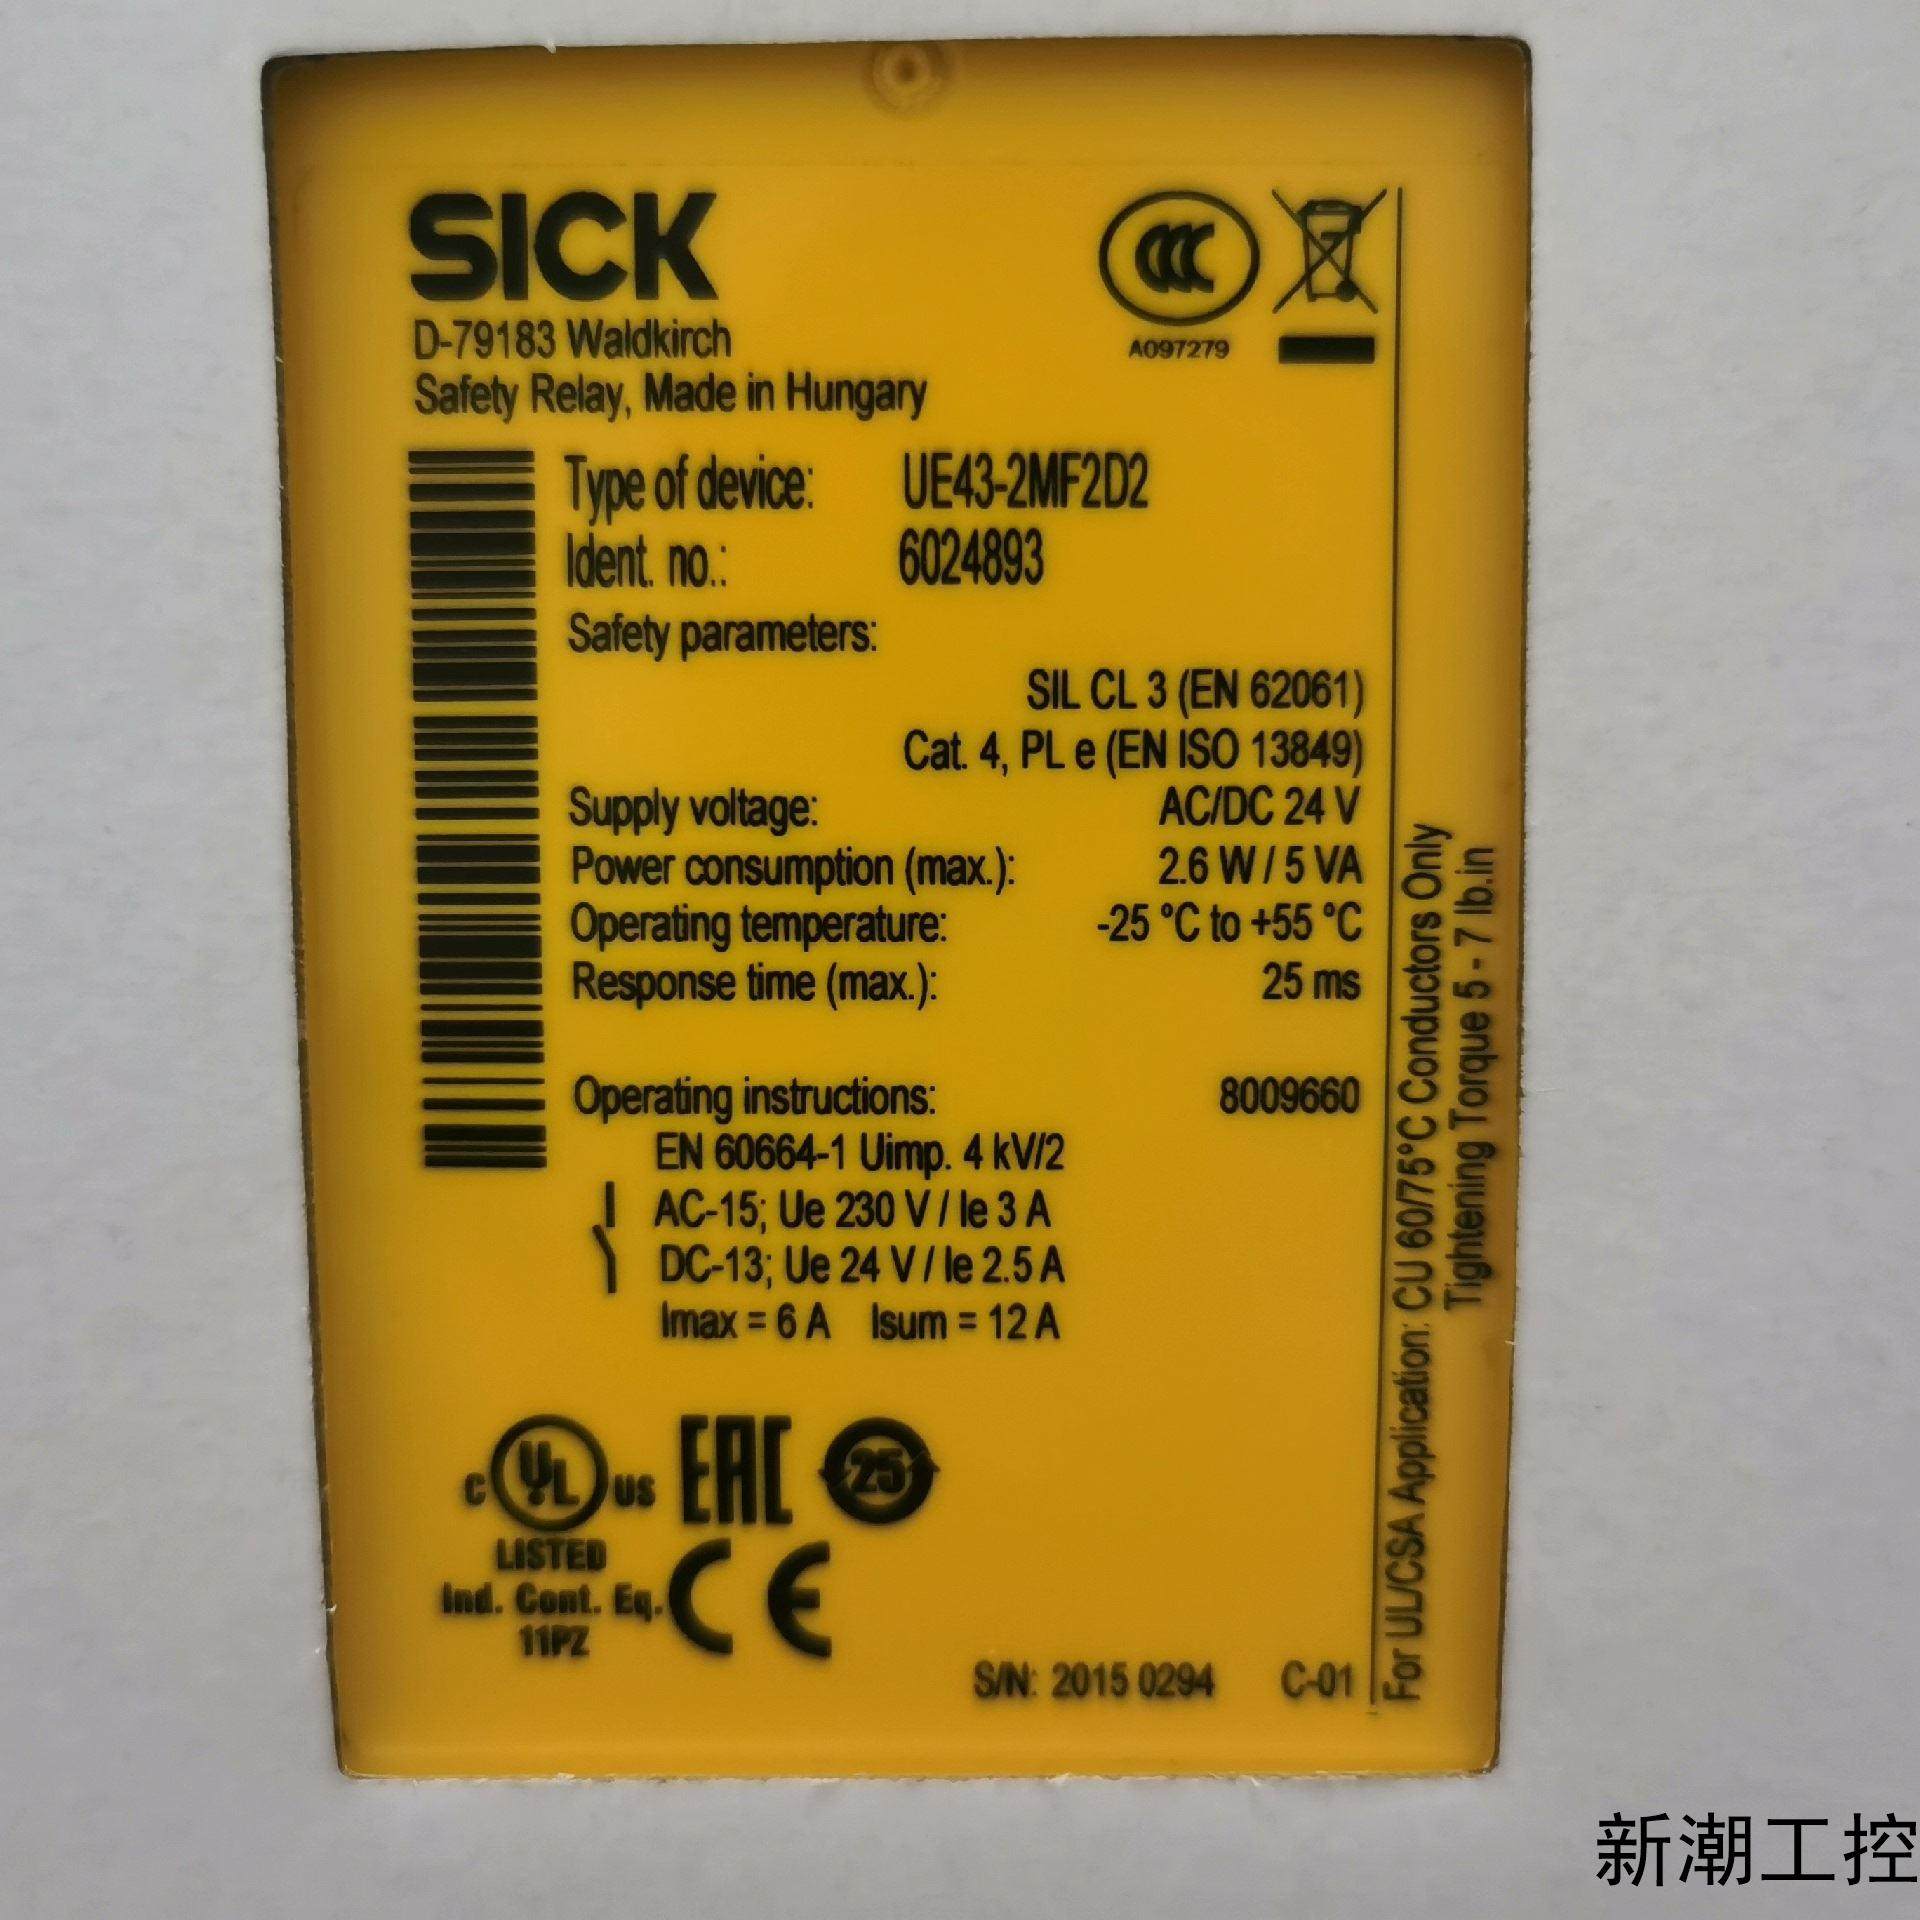 SICK
D-79183 Waldkirch
Safety Relay, Made in Hungary
CCC
A097279
Type of device: UE43-2MF2D2
Ident. no.: 6024893
Safety parameters:
SIL CL 3 (EN 62061)
Cat. 4, PL e (EN ISO 13849)
Supply voltage: AC/DC 24 V
Power consumption (max.): 2.6 W / 5 VA
Operating temperature: -25 °C to +55 °C
Response time (max.): 25 ms
Operating instructions: 8009660
EN 60664-1 Uimp. 4 kV/2
AC-15; Ue 230 V / Ie 3 A
DC-13; Ue 24 V / Ie 2.5 A
Imax = 6 A Isum = 12 A
C UL US EAC 25
LISTED
Ind. Cont. Eq. CE
11PZ
S/N: 2015 0294 C-01
For UL/CSA Application: CU 60/75°C Conductors Only
Tightening Torque 5 - 7 lb.in
新潮工控